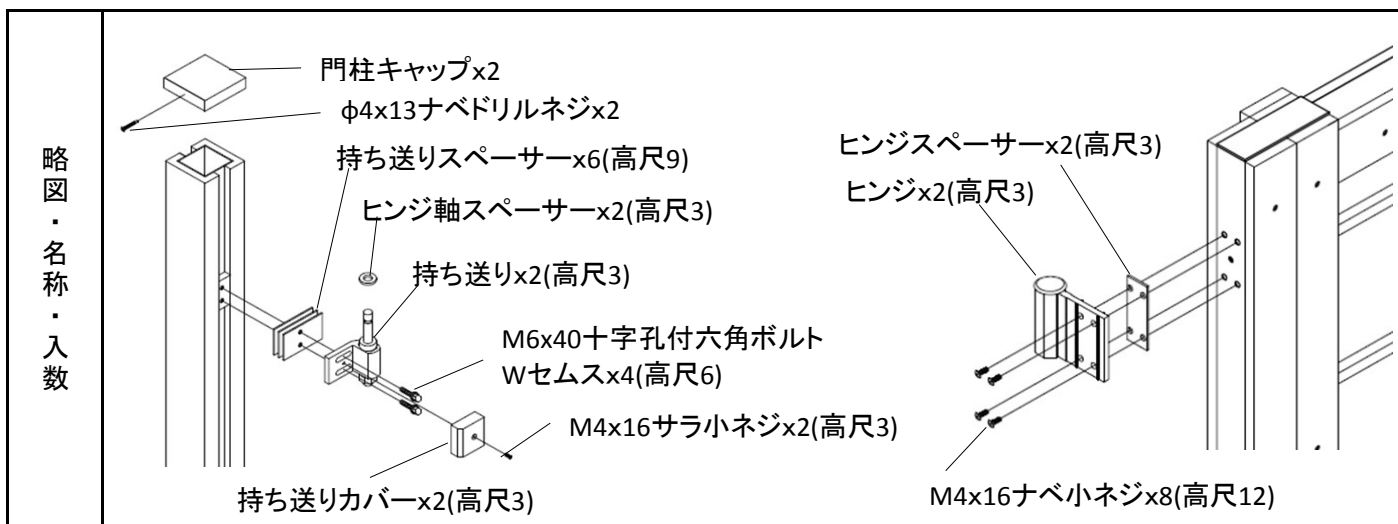 略図・名称・入数
門柱キャップx2
φ4x13ナベドリルネジx2
持ち送りスペーサーx6(高尺9)
ヒンジ軸スペーサーx2(高尺3)
持ち送りx2(高尺3)
M6x40十字孔付六角ボルト
Wセムスx4(高尺6)
M4x16サラ小ネジx2(高尺3)
持ち送りカバーx2(高尺3)
ヒンジスペーサーx2(高尺3)
ヒンジx2(高尺3)
M4x16ナベ小ネジx8(高尺12)